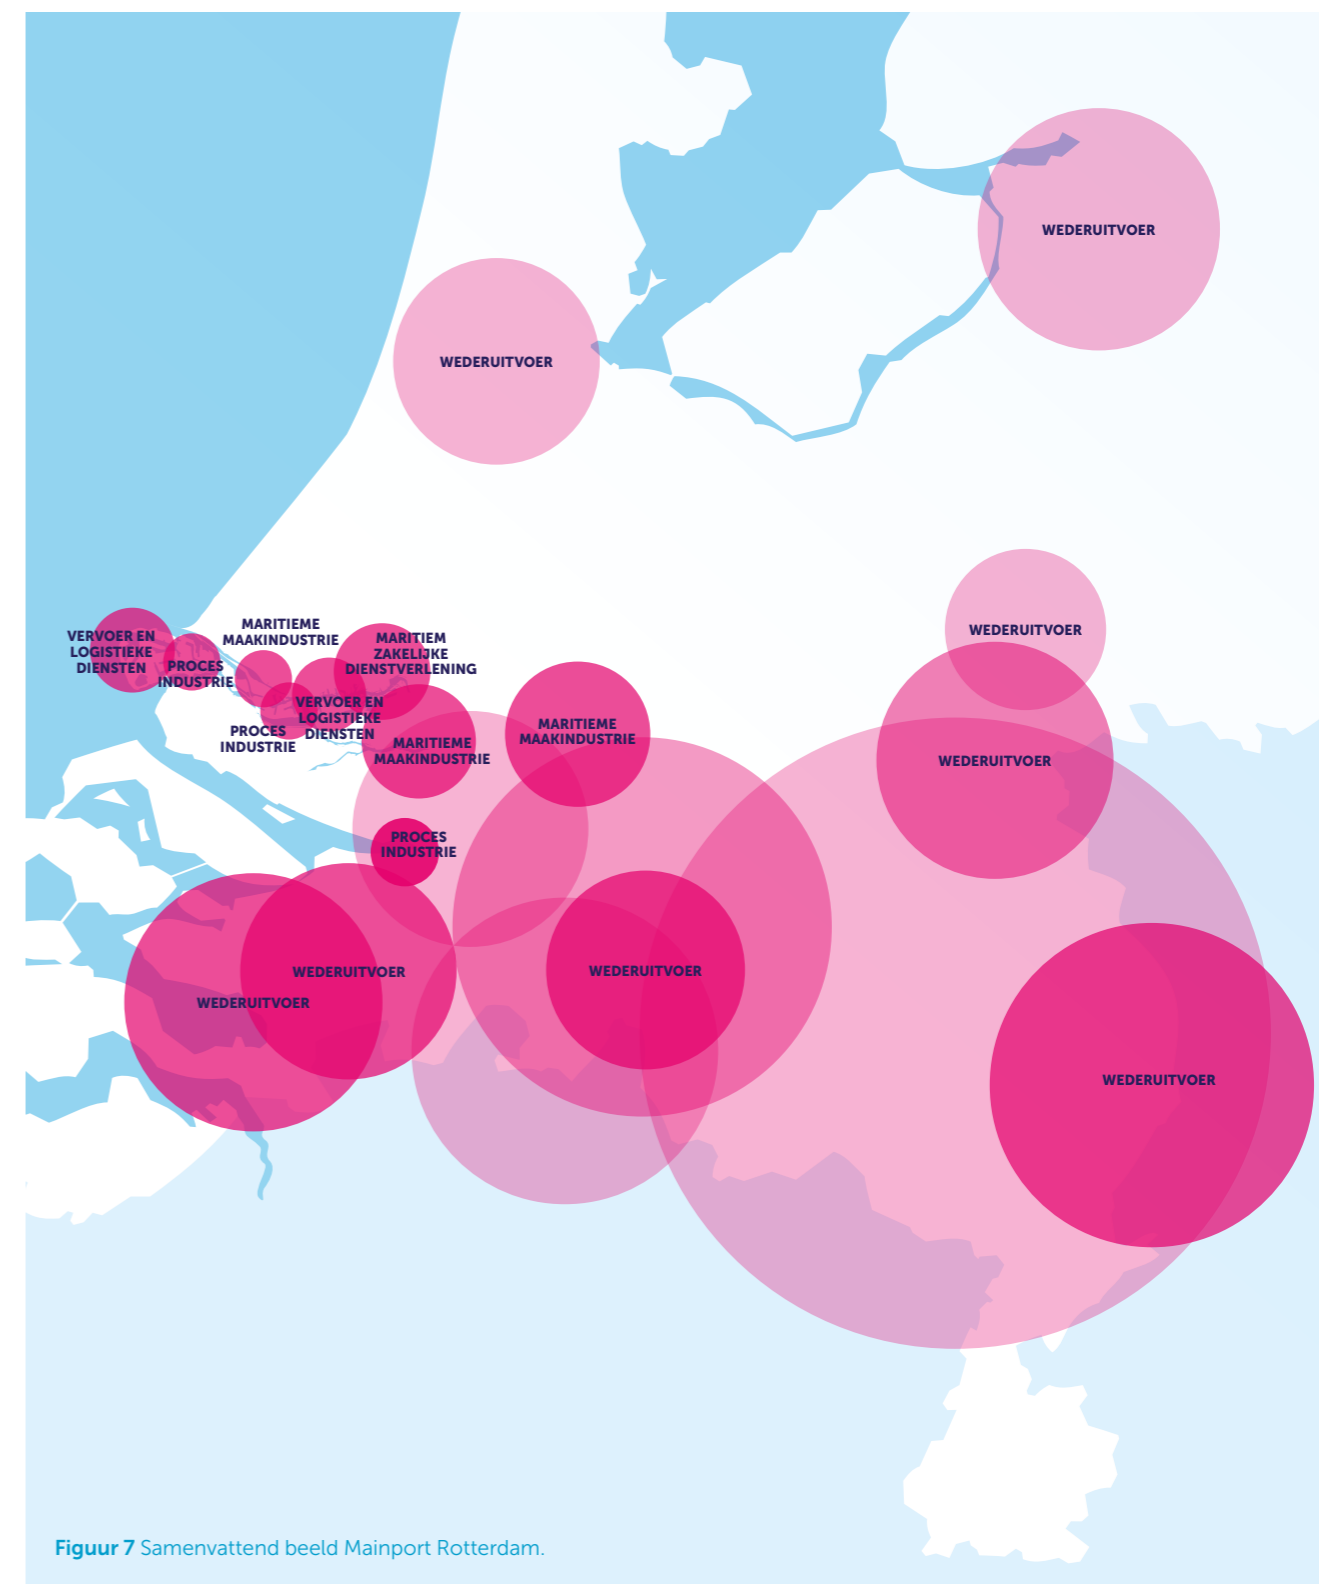 WEDERUITVOER
WEDERUITVOER
VERVOER EN
LOGISTIEKE
DIENSTEN
PROCES
INDUSTRIE
MARITIEME
MAAKINDUSTRIE
MARITIEM
ZAKELIJKE
DIENSTVERLENING
WEDERUITVOER
PROCES
INDUSTRIE
VERVOER EN
LOGISTIEKE
DIENSTEN
MARITIEME
MAAKINDUSTRIE
MARITIEME
MAAKINDUSTRIE
WEDERUITVOER
PROCES
INDUSTRIE
WEDERUITVOER
WEDERUITVOER
WEDERUITVOER
WEDERUITVOER
Figuur 7 Samenvattend beeld Mainport Rotterdam.